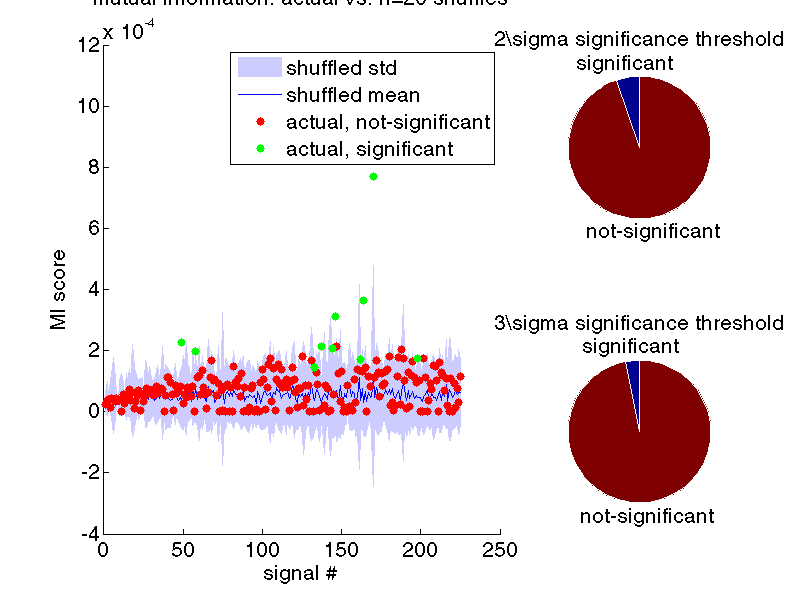 mutual information: actual vs. n=20 shuffles
x 10^-4
12
10
8
6
4
2
0
-2
-4
MI score
0 50 100 150 200 250
signal #
shuffled std
shuffled mean
actual, not-significant
actual, significant
2\sigma significance threshold
significant
not-significant
3\sigma significance threshold
significant
not-significant